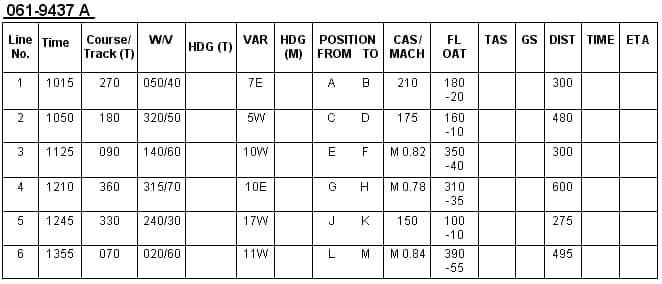 061-9437 A
Line No. Time Course/ Track (T) W/V HDG (T) VAR HDG (M) POSITION FROM TO CAS/ MACH FL OAT TAS GS DIST TIME ETA
1 1015 270 050/40 7E A B 210 180 -20 300
2 1050 180 320/50 5W C D 175 160 -10 480
3 1125 090 140/60 10W E F M 0.82 350 -40 300
4 1210 360 315/70 10E G H M 0.78 310 -35 600
5 1245 330 240/30 17W J K 150 100 -10 275
6 1355 070 020/60 11W L M M 0.84 390 -55 495